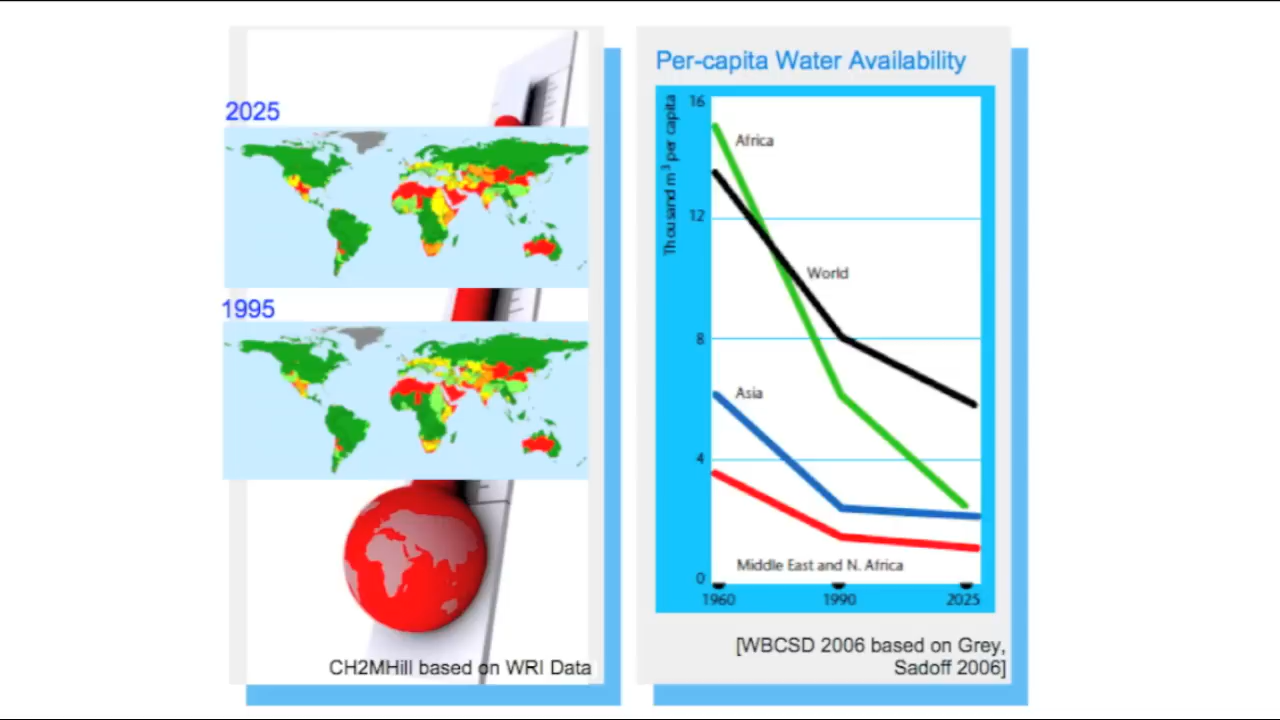 2025
1995
CH2MHill based on WRI Data
Per-capita Water Availability
Thousand m³ per capita
16
12
8
4
0
Africa
World
Asia
Middle East and N. Africa
1960 1990 2025
[WBCSD 2006 based on Grey,
Sadoff 2006]